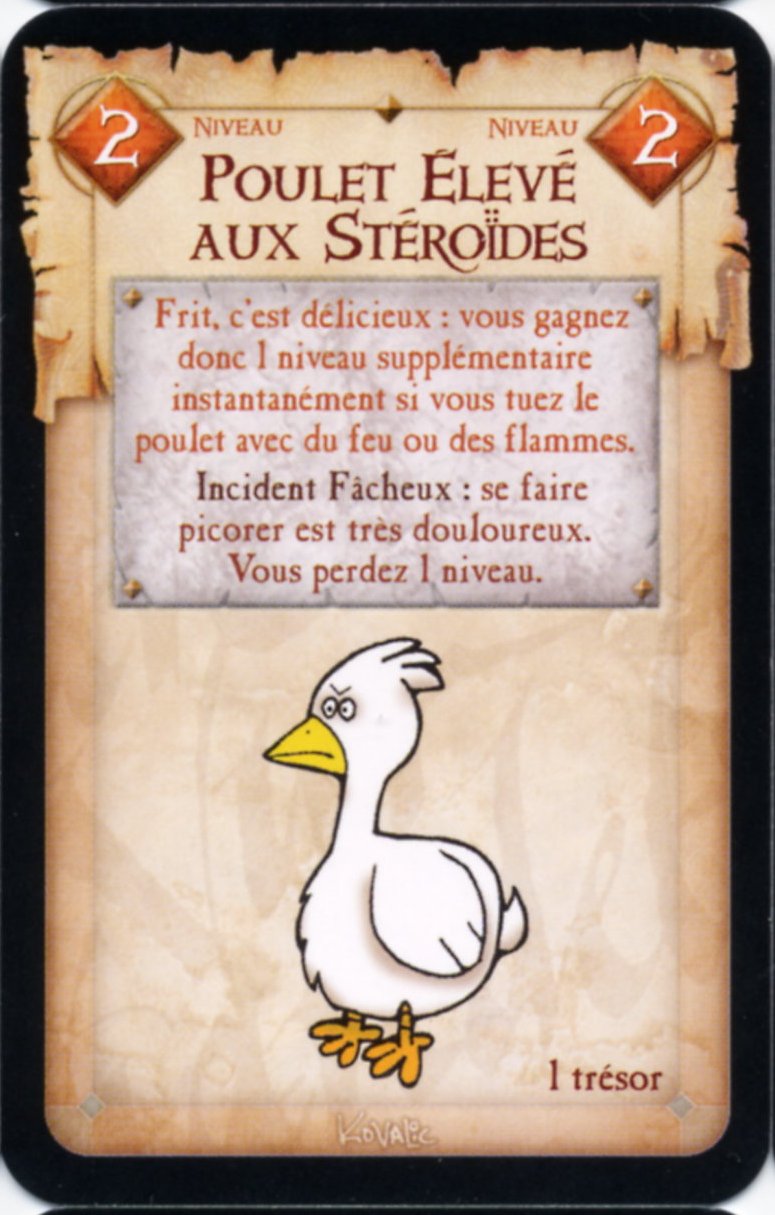 2 NIVEAU NIVEAU 2
POULET ÉLEVÉ
AUX STÉROÏDES
Frit, c'est délicieux : vous gagnez
donc 1 niveau supplémentaire
instantanément si vous tuez le
poulet avec du feu ou des flammes.
Incident Fâcheux : se faire
picorer est très douloureux.
Vous perdez 1 niveau.
1 trésor
KOVALIC